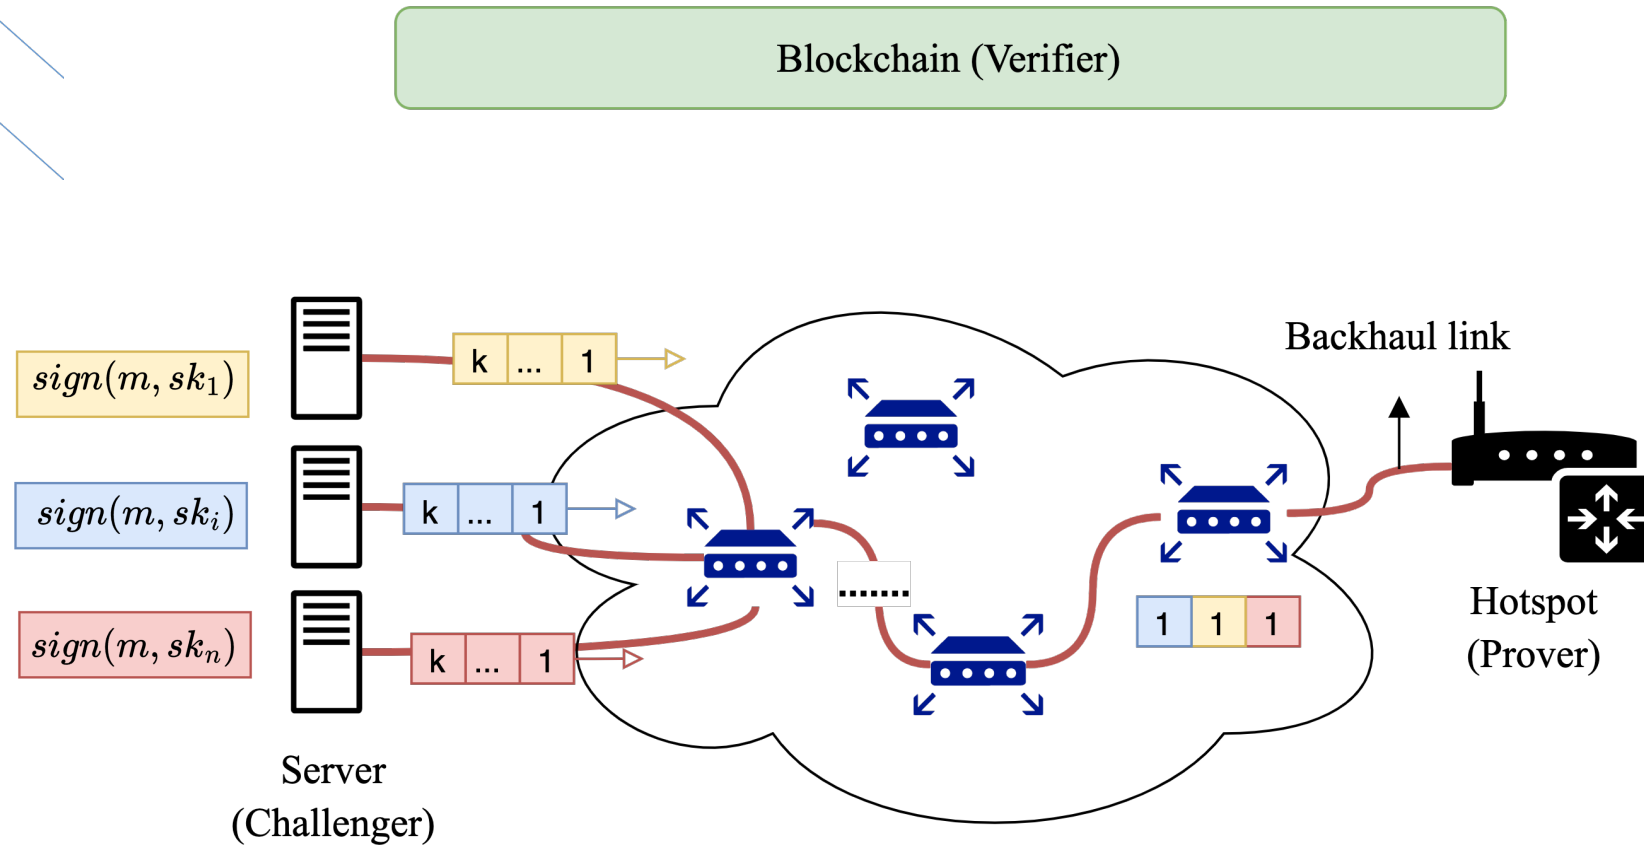 Blockchain (Verifier)
Backhaul link
sign(m, sk₁)
k ... 1
sign(m, skᵢ)
k ... 1
1 1 1
Hotspot
(Prover)
sign(m, skₙ)
k ... 1
Server
(Challenger)